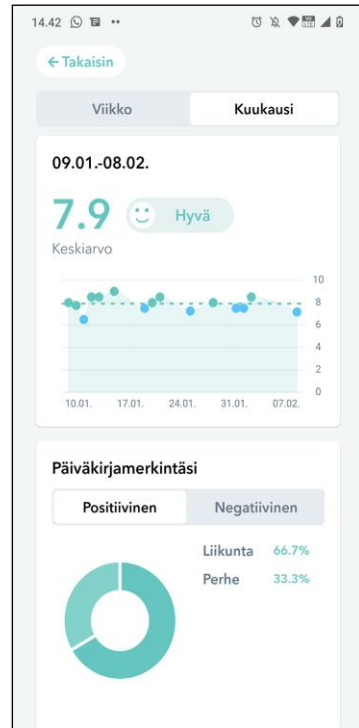 14.42
← Takaisin
Viikko Kuukausi
09.01.-08.02.
7.9 Hyvä
Keskiarvo
10
8
6
4
2
0
10.01. 17.01. 24.01. 31.01. 07.02.
Päiväkirjamerkintäsi
Positiivinen Negatiivinen
Liikunta 66.7%
Perhe 33.3%